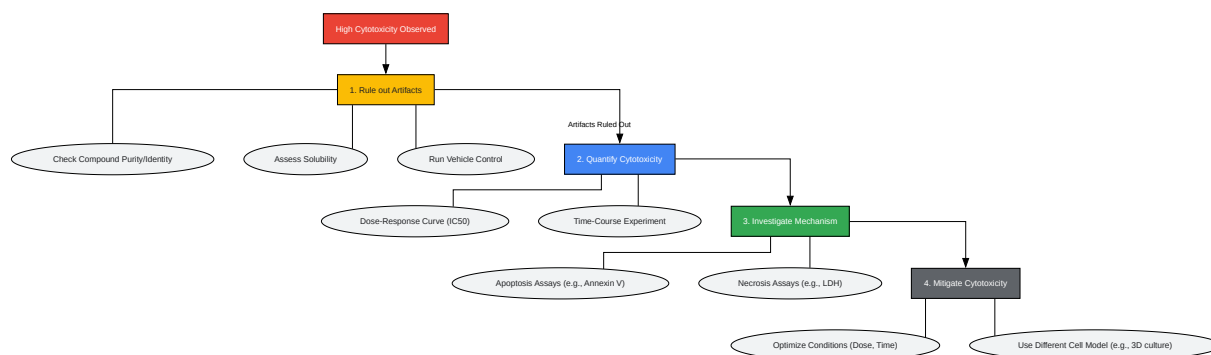 High Cytotoxicity Observed
1. Rule out Artifacts
Artifacts Ruled Out
Check Compound Purity/Identity
Assess Solubility
Run Vehicle Control
2. Quantify Cytotoxicity
Dose-Response Curve (IC50)
Time-Course Experiment
3. Investigate Mechanism
Apoptosis Assays (e.g., Annexin V)
Necrosis Assays (e.g., LDH)
4. Mitigate Cytotoxicity
Optimize Conditions (Dose, Time)
Use Different Cell Model (e.g., 3D culture)